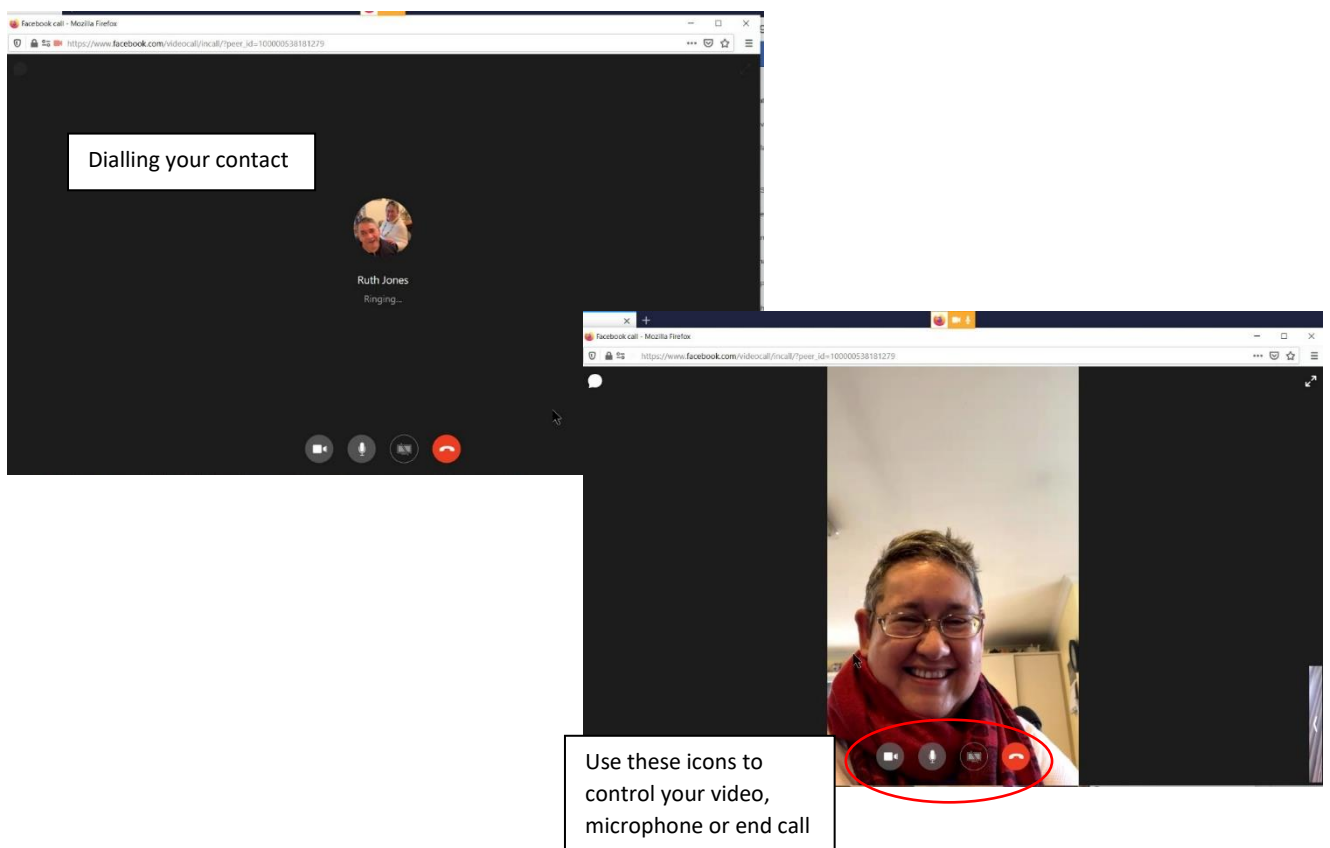 Facebook call - Mozilla Firefox
https://www.facebook.com/videocall/incall/?peer_id=100000538181279
Dialling your contact
Ruth Jones
Ringing...
Facebook call - Mozilla Firefox
https://www.facebook.com/videocall/incall/?peer_id=100000538181279
Use these icons to
control your video,
microphone or end call